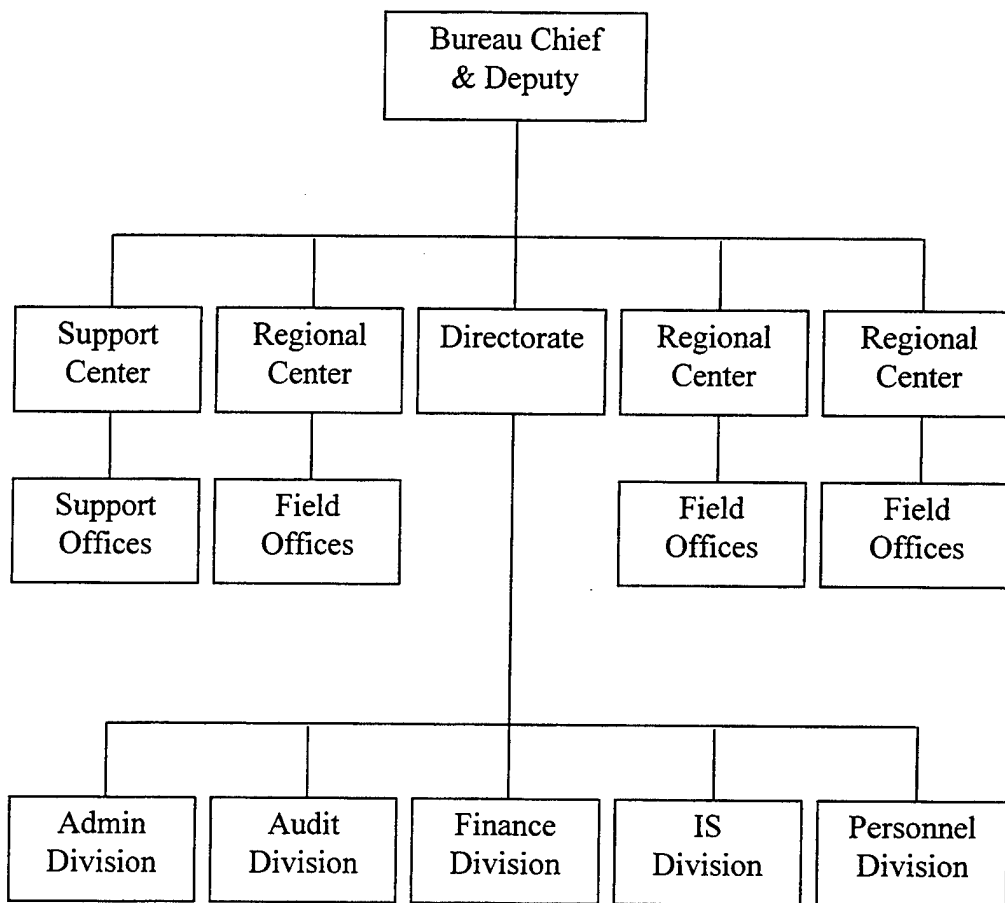 Bureau Chief
& Deputy
Support
Center
Regional
Center
Directorate
Regional
Center
Regional
Center
Support
Offices
Field
Offices
Field
Offices
Field
Offices
Admin
Division
Audit
Division
Finance
Division
IS
Division
Personnel
Division